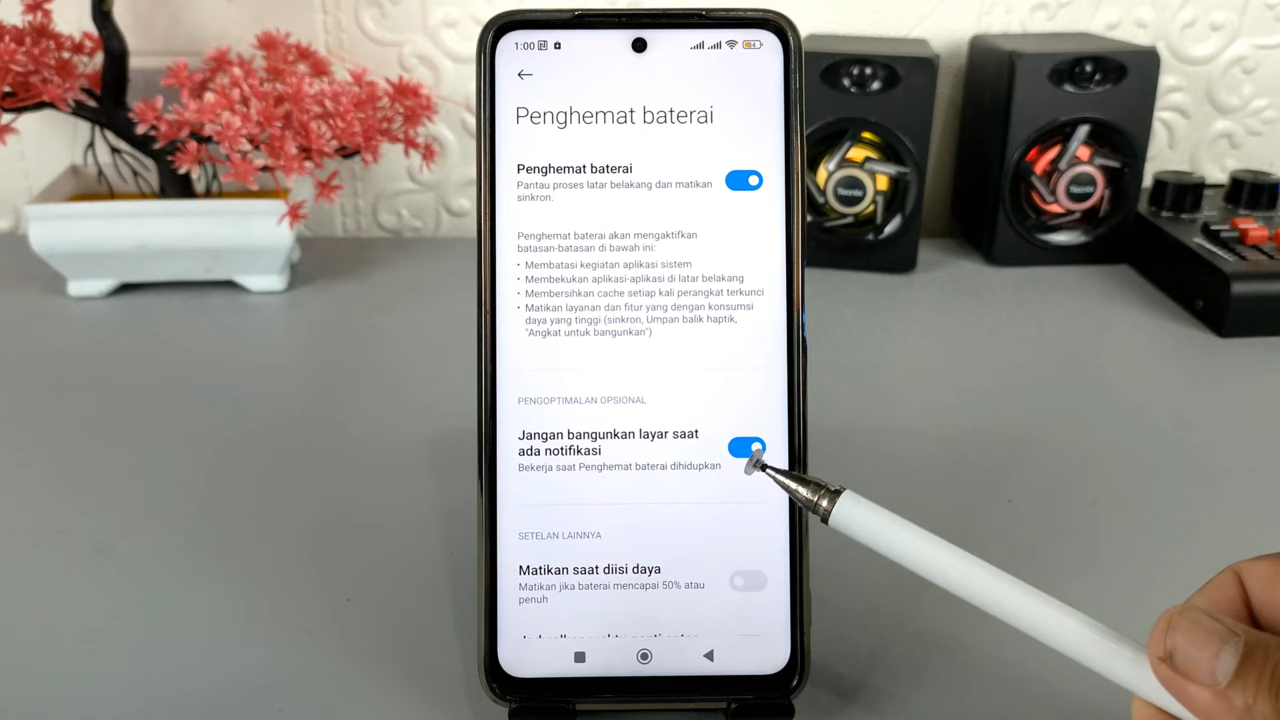 1:00
Penghemat baterai
Penghemat baterai
Pantau proses latar belakang dan matikan
sinkron.
Penghemat baterai akan mengaktifkan
batasan-batasan di bawah ini:
• Membatasi kegiatan aplikasi sistem
• Membekukan aplikasi-aplikasi di latar belakang
• Membersihkan cache setiap kali perangkat terkunci
• Matikan layanan dan fitur yang dengan konsumsi
daya yang tinggi (sinkron, Umpan balik haptik,
"Angkat untuk bangunkan")
PENGOPTIMALAN OPSIONAL
Jangan bangunkan layar saat
ada notifikasi
Bekerja saat Penghemat baterai dihidupkan
SETELAN LAINNYA
Matikan saat diisi daya
Matikan jika baterai mencapai 50% atau
penuh
Tecnix
Tecnix